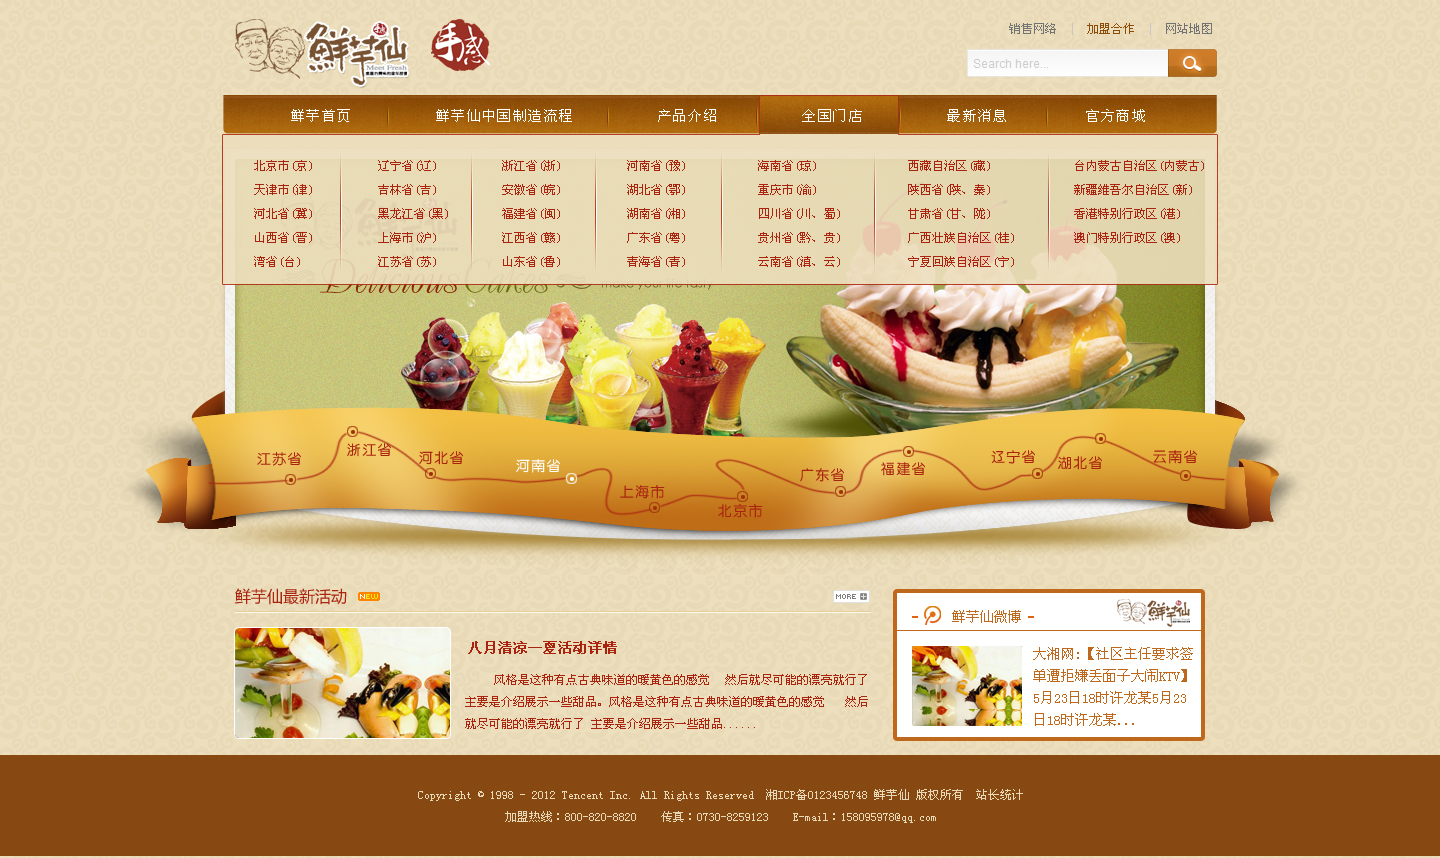 鲜芋仙 手感
Meet Fresh
销售网络 加盟合作 网站地图
Search here...
鲜芋首页 鲜芋仙中国制造流程 产品介绍 全国门店 最新消息 官方商城
北京市(京) 辽宁省(辽) 浙江省(浙) 河南省(豫) 海南省(琼) 西藏自治区(藏) 台内蒙古自治区(内蒙古)
天津市(津) 吉林省(吉) 安徽省(皖) 湖北省(鄂) 重庆市(渝) 陕西省(陕、秦) 新疆维吾尔自治区(新)
河北省(冀) 黑龙江省(黑) 福建省(闽) 湖南省(湘) 四川省(川、蜀) 甘肃省(甘、陇) 香港特别行政区(港)
山西省(晋) 上海市(沪) 江西省(赣) 广东省(粤) 贵州省(黔、贵) 广西壮族自治区(桂) 澳门特别行政区(澳)
湾省(台) 江苏省(苏) 山东省(鲁) 青海省(青) 云南省(滇、云) 宁夏回族自治区(宁)
Delicious Cakes make your life tasty
江苏省 浙江省 河北省 河南省 上海市 北京市 广东省 福建省 辽宁省 湖北省 云南省
鲜芋仙最新活动 NEW MORE
八月清凉一夏活动详情
风格是这种有点古典味道的暖黄色的感觉 然后就尽可能的漂亮就行了
主要是介绍展示一些甜品。风格是这种有点古典味道的暖黄色的感觉 然后
就尽可能的漂亮就行了 主要是介绍展示一些甜品......
- 鲜芋仙微博 -
鲜芋仙
大湘网:【社区主任要求签
单遭拒嫌丢面子大闹KTV】
5月23日18时许龙某5月23
日18时许龙某...
Copyright © 1998 - 2012 Tencent Inc. All Rights Reserved 湘ICP备0123456748 鲜芋仙 版权所有 站长统计
加盟热线：800-820-8820 传真：0730-8259123 E-mail：158095978@qq.com